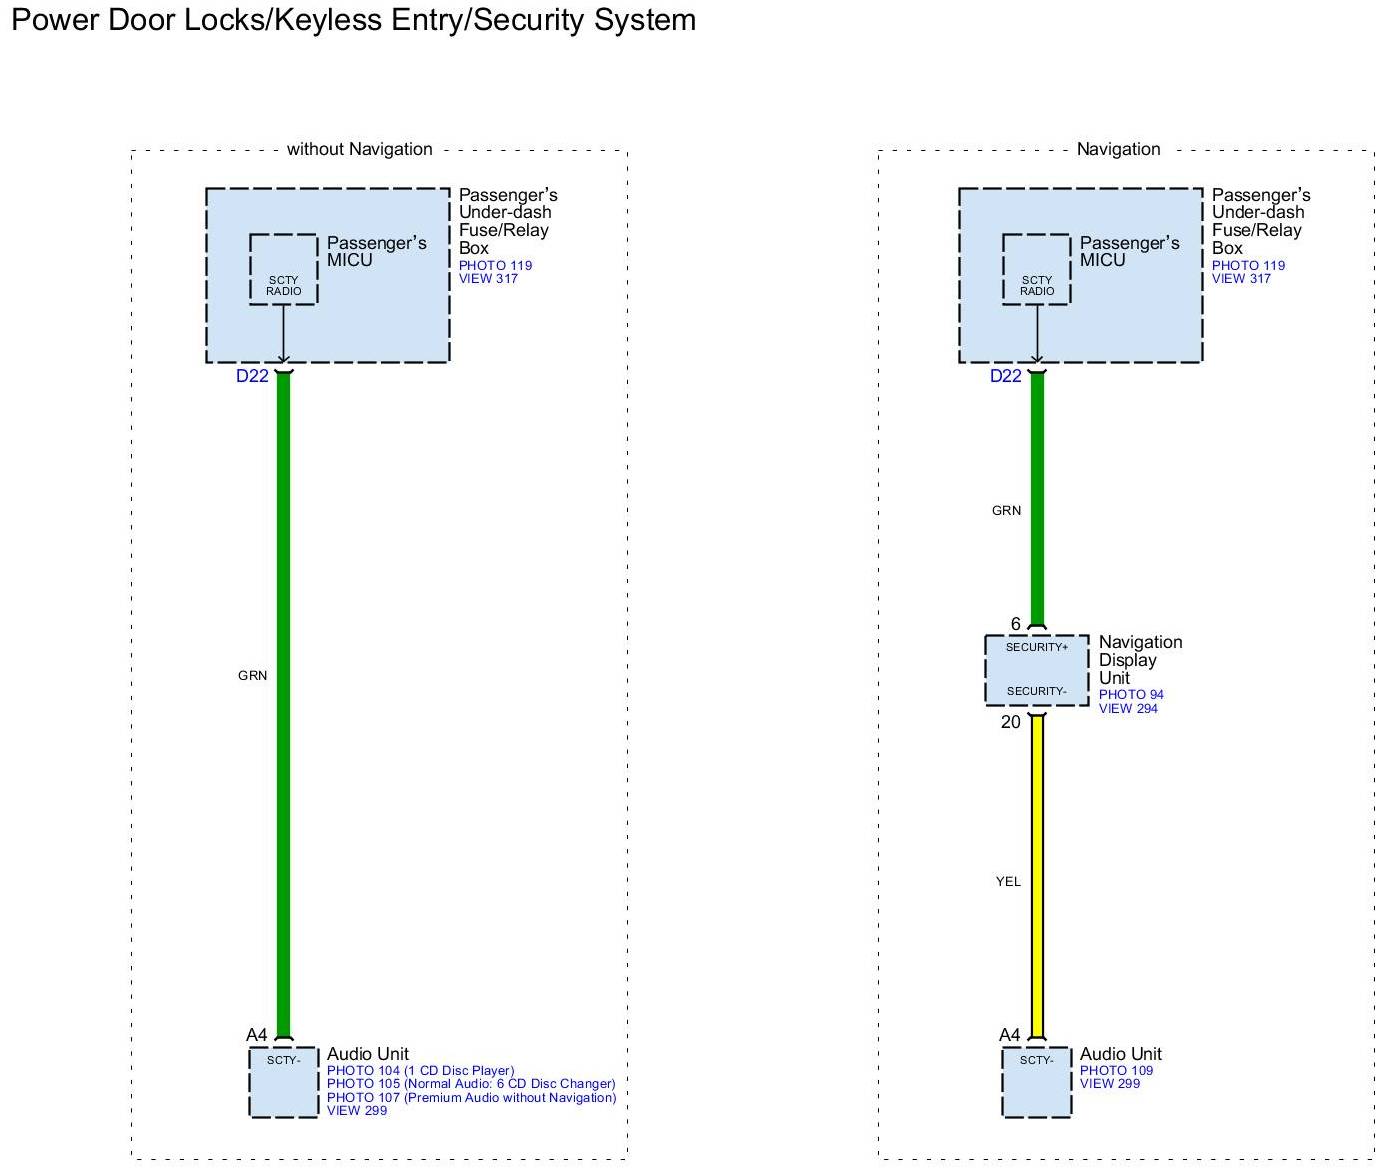 Power Door Locks/Keyless Entry/Security System
without Navigation
Passenger’s
Under-dash
Fuse/Relay
Box
PHOTO 119
VIEW 317
Passenger’s
MICU
SCTY
RADIO
D22
GRN
A4
SCTY-
Audio Unit
PHOTO 104 (1 CD Disc Player)
PHOTO 105 (Normal Audio: 6 CD Disc Changer)
PHOTO 107 (Premium Audio without Navigation)
VIEW 299
Navigation
Passenger’s
Under-dash
Fuse/Relay
Box
PHOTO 119
VIEW 317
Passenger’s
MICU
SCTY
RADIO
D22
GRN
6
SECURITY+
Navigation
Display
Unit
PHOTO 94
VIEW 294
SECURITY-
20
YEL
A4
SCTY-
Audio Unit
PHOTO 109
VIEW 299